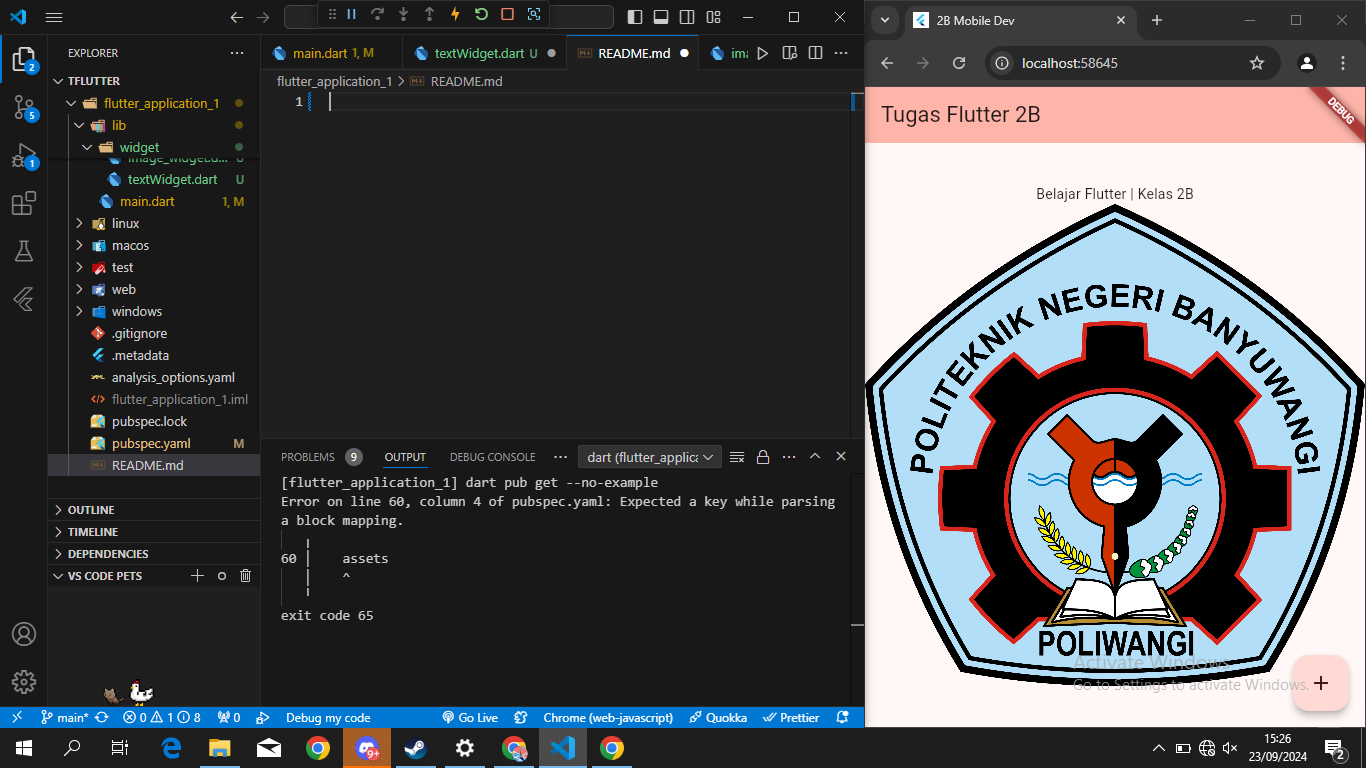 EXPLORER
TFLUTTER
flutter_application_1
lib
widget
image_widget.d... U
textWidget.dart U
main.dart 1, M
linux
macos
test
web
windows
.gitignore
.metadata
analysis_options.yaml
flutter_application_1.iml
pubspec.lock
pubspec.yaml M
README.md
OUTLINE
TIMELINE
DEPENDENCIES
VS CODE PETS
2
5
1
main.dart 1, M
textWidget.dart U
README.md
ima
flutter_application_1 > README.md
1
PROBLEMS 9
OUTPUT
DEBUG CONSOLE
dart (flutter_applica
[flutter_application_1] dart pub get --no-example
Error on line 60, column 4 of pubspec.yaml: Expected a key while parsing
a block mapping.
60 │ assets
│ ^
exit code 65
main*
0 1 8
0
Debug my code
Go Live
Chrome (web-javascript)
Quokka
Prettier
2B Mobile Dev
localhost:58645
Tugas Flutter 2B
DEBUG
Belajar Flutter | Kelas 2B
POLITEKNIK NEGERI BANYUWANGI
POLIWANGI
Activate Windows
Go to Settings to activate Windows.
9+
15:26
23/09/2024
2